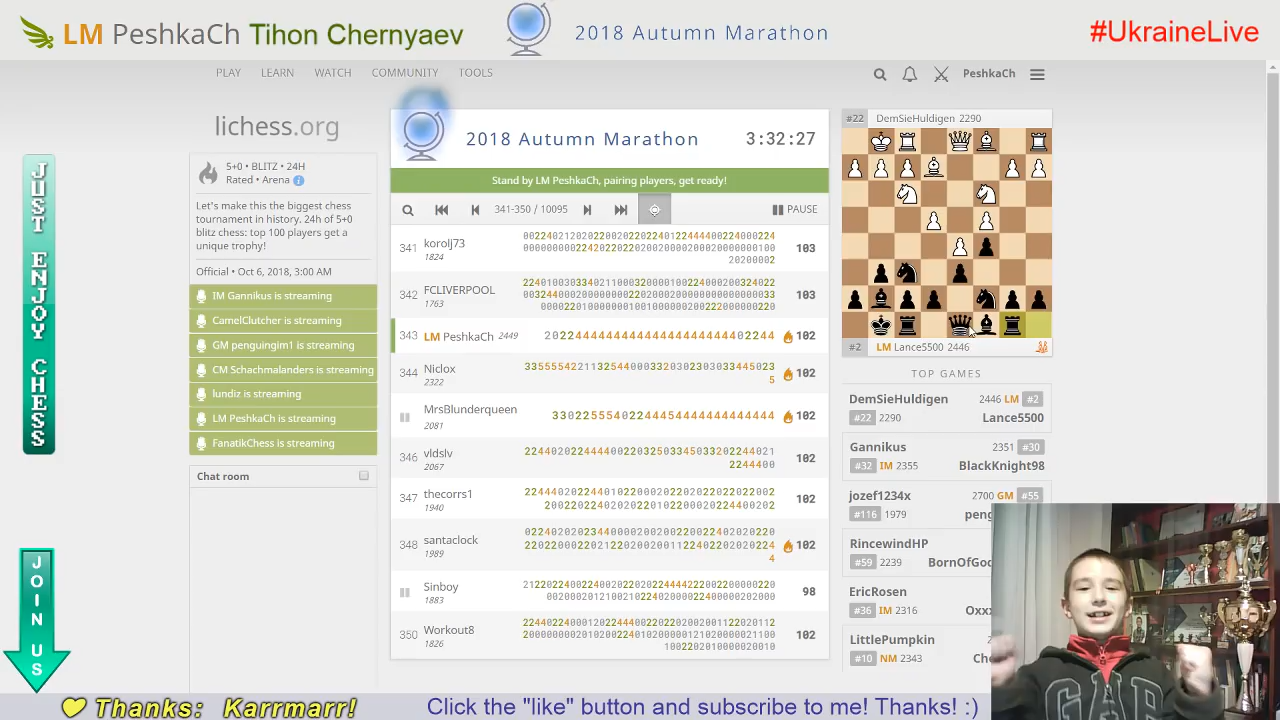 LM PeshkaCh Tihon Chernyaev
2018 Autumn Marathon
#UkraineLive
PLAY LEARN WATCH COMMUNITY TOOLS
PeshkaCh
lichess.org
5+0 • BLITZ • 24H
Rated • Arena
Let's make this the biggest chess
tournament in history. 24h of 5+0
blitz chess: top 100 players get a
unique trophy!
Official • Oct 6, 2018, 3:00 AM
IM Gannikus is streaming
CamelClutcher is streaming
GM penguingim1 is streaming
CM Schachmalanders is streaming
lundiz is streaming
LM PeshkaCh is streaming
FanatikChess is streaming
Chat room
JUST ENJOY CHESS
JOIN US
2018 Autumn Marathon 3:32:27
Stand by LM PeshkaCh, pairing players, get ready!
341-350 / 10095 PAUSE
341 korolj73 103
1824
342 FCLIVERPOOL 103
1763
343 LM PeshkaCh 2449 102
344 Niclox 102
2322
MrsBlunderqueen 102
2081
346 vldslv 102
2067
347 thecorrs1 102
1940
348 santaclock 102
1989
Sinboy 98
1883
350 Workout8 102
1826
#22 DemSieHuldigen 2290
#2 LM Lance5500 2446
TOP GAMES
DemSieHuldigen 2446 LM #2
#22 2290 Lance5500
Gannikus 2351 #30
#32 IM 2355 BlackKnight98
jozef1234x 2700 GM #55
#116 1979 peng
RincewindHP
#59 2239 BornOfGo
EricRosen
#36 IM 2316 Oxx
LittlePumpkin
#10 NM 2343 Che
GAP
Thanks: Karrmarr!
Click the "like" button and subscribe to me! Thanks! :)